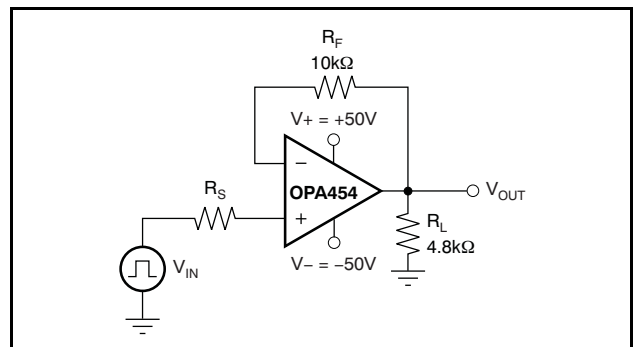 R_F
10kΩ
V+ = +50V
−
OPA454
R_S
+
V_OUT
R_L
4.8kΩ
V_IN
V− = −50V